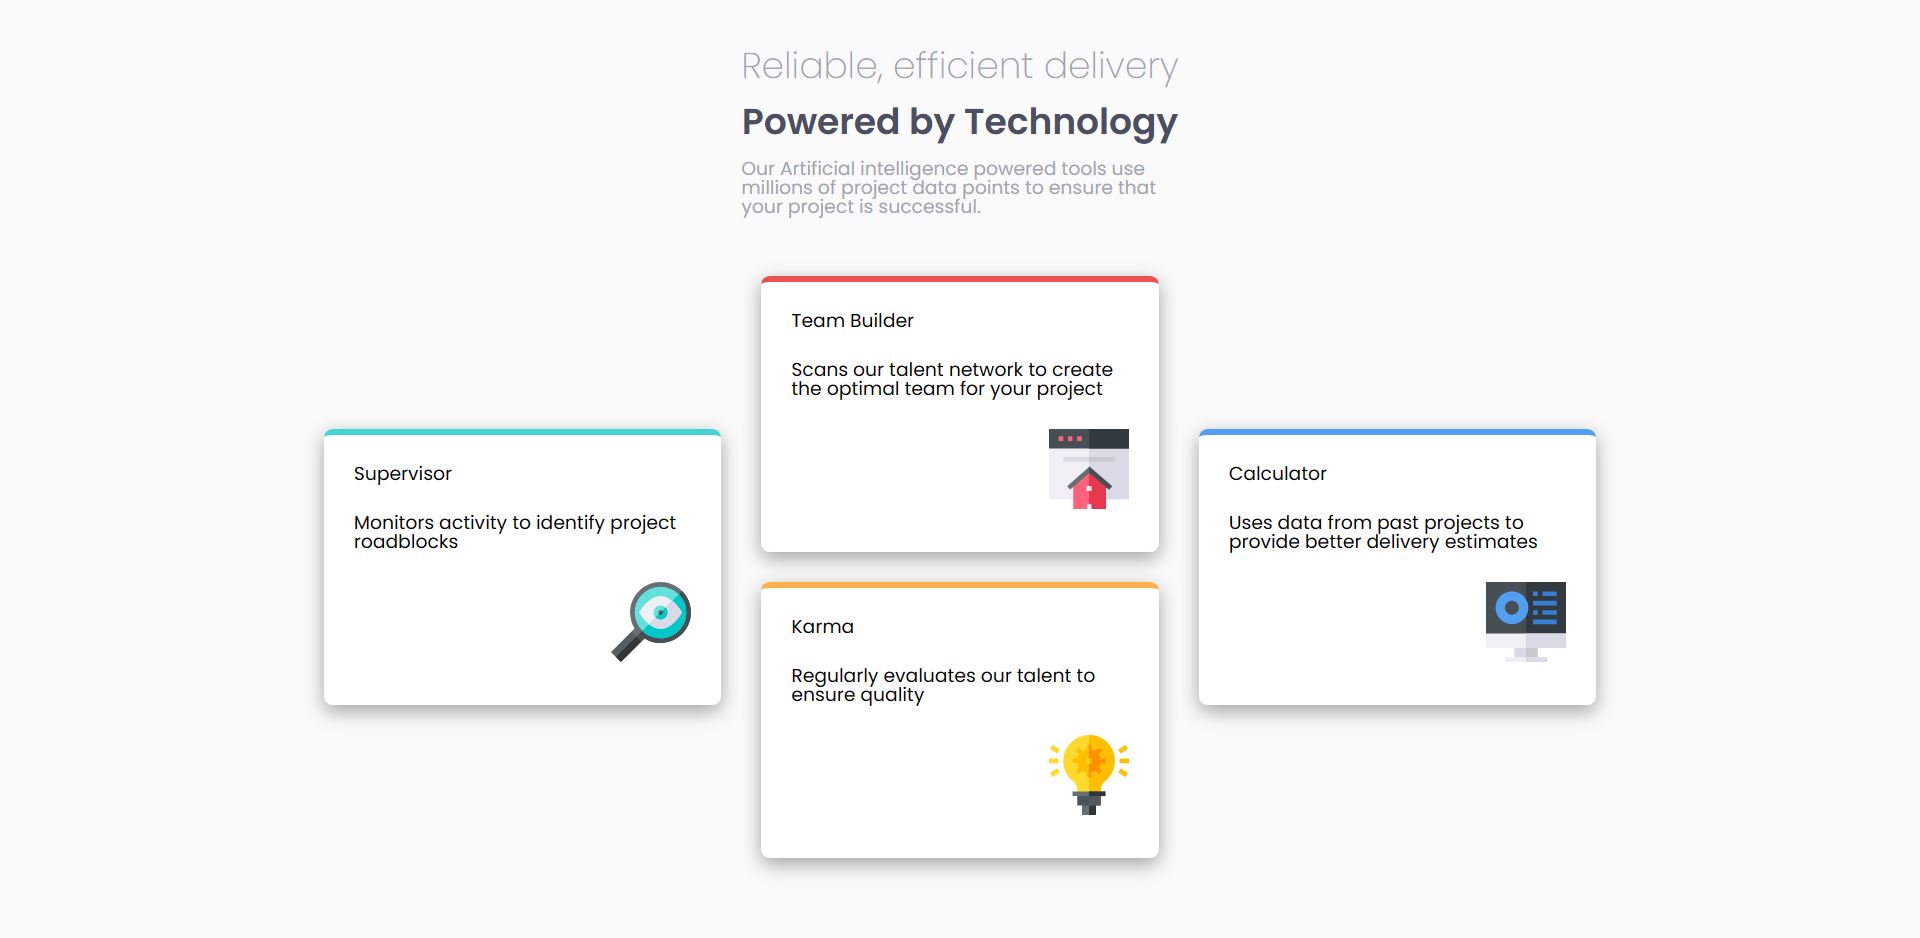 Reliable, efficient delivery
Powered by Technology
Our Artificial intelligence powered tools use
millions of project data points to ensure that
your project is successful.
Supervisor
Monitors activity to identify project
roadblocks
Team Builder
Scans our talent network to create
the optimal team for your project
Karma
Regularly evaluates our talent to
ensure quality
Calculator
Uses data from past projects to
provide better delivery estimates